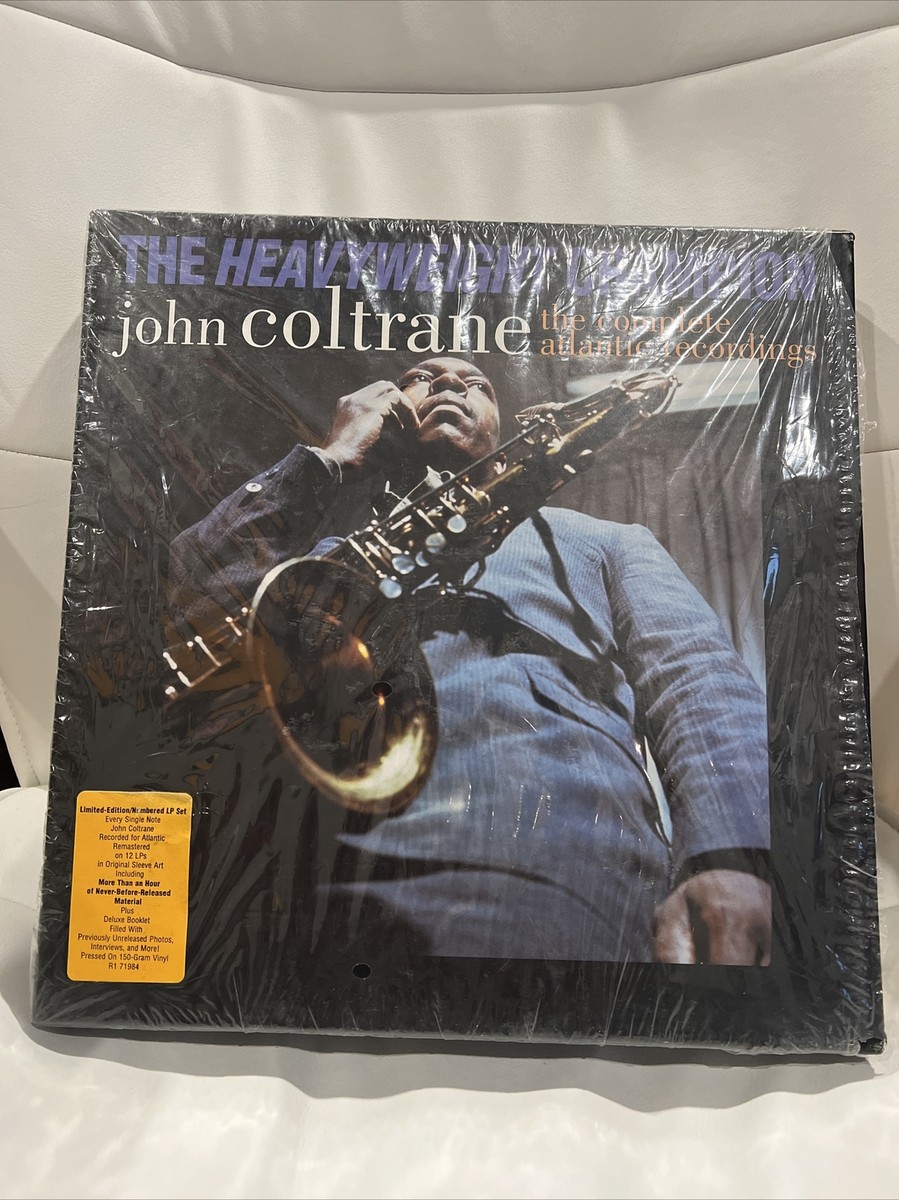 THE HEAVYWEIGHT CHAMPION
john coltrane
the complete
atlantic recordings
Limited-Edition/Numbered LP Set
Every Single Note
John Coltrane
Recorded for Atlantic
Remastered
on 12 LPs
in Original Sleeve Art
Including
More Than an Hour
of Never-Before-Released
Material
Plus
Deluxe Booklet
Filled With
Previously Unreleased Photos,
Interviews, and More!
Pressed On 150-Gram Vinyl
R1 71984